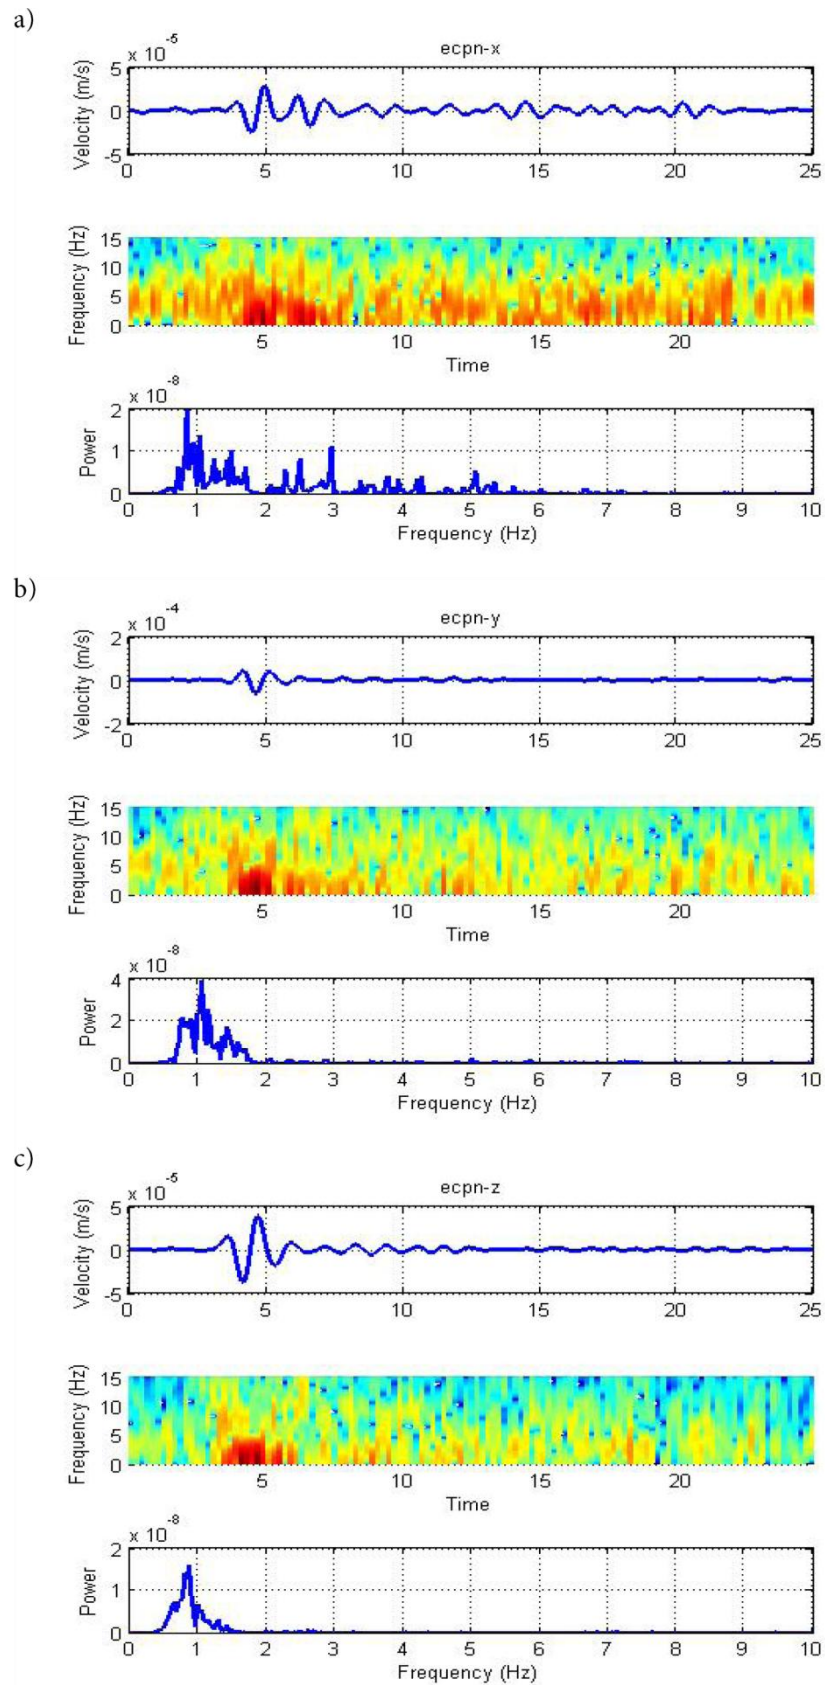 a)
x 10^-5
ecpn-x
Velocity (m/s)
5
0
-5
0 5 10 15 20 25
Frequency (Hz)
15
10
5
0
5 10 15 20
Time
x 10^-8
Power
2
1
0
0 1 2 3 4 5 6 7 8 9 10
Frequency (Hz)
b)
x 10^-4
ecpn-y
Velocity (m/s)
2
0
-2
0 5 10 15 20 25
Frequency (Hz)
15
10
5
0
5 10 15 20
Time
x 10^-8
Power
4
2
0
0 1 2 3 4 5 6 7 8 9 10
Frequency (Hz)
c)
x 10^-5
ecpn-z
Velocity (m/s)
5
0
-5
0 5 10 15 20 25
Frequency (Hz)
15
10
5
0
5 10 15 20
Time
x 10^-8
Power
2
1
0
0 1 2 3 4 5 6 7 8 9 10
Frequency (Hz)